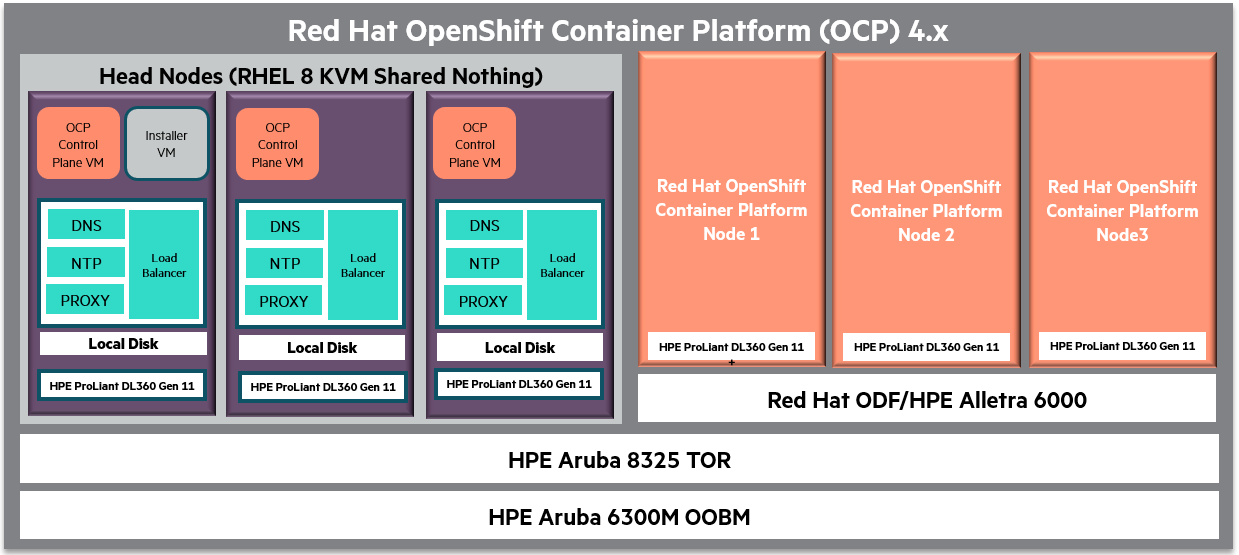 Red Hat OpenShift Container Platform (OCP) 4.x
Head Nodes (RHEL 8 KVM Shared Nothing)
OCP
Control
Plane VM
Installer
VM
DNS
NTP
PROXY
Load
Balancer
Local Disk
HPE ProLiant DL360 Gen 11
OCP
Control
Plane VM
DNS
NTP
PROXY
Load
Balancer
Local Disk
HPE ProLiant DL360 Gen 11
OCP
Control
Plane VM
DNS
NTP
PROXY
Load
Balancer
Local Disk
HPE ProLiant DL360 Gen 11
Red Hat OpenShift
Container Platform
Node 1
HPE ProLiant DL360 Gen 11
+
Red Hat OpenShift
Container Platform
Node 2
HPE ProLiant DL360 Gen 11
Red Hat OpenShift
Container Platform
Node3
HPE ProLiant DL360 Gen 11
Red Hat ODF/HPE Alletra 6000
HPE Aruba 8325 TOR
HPE Aruba 6300M OOBM